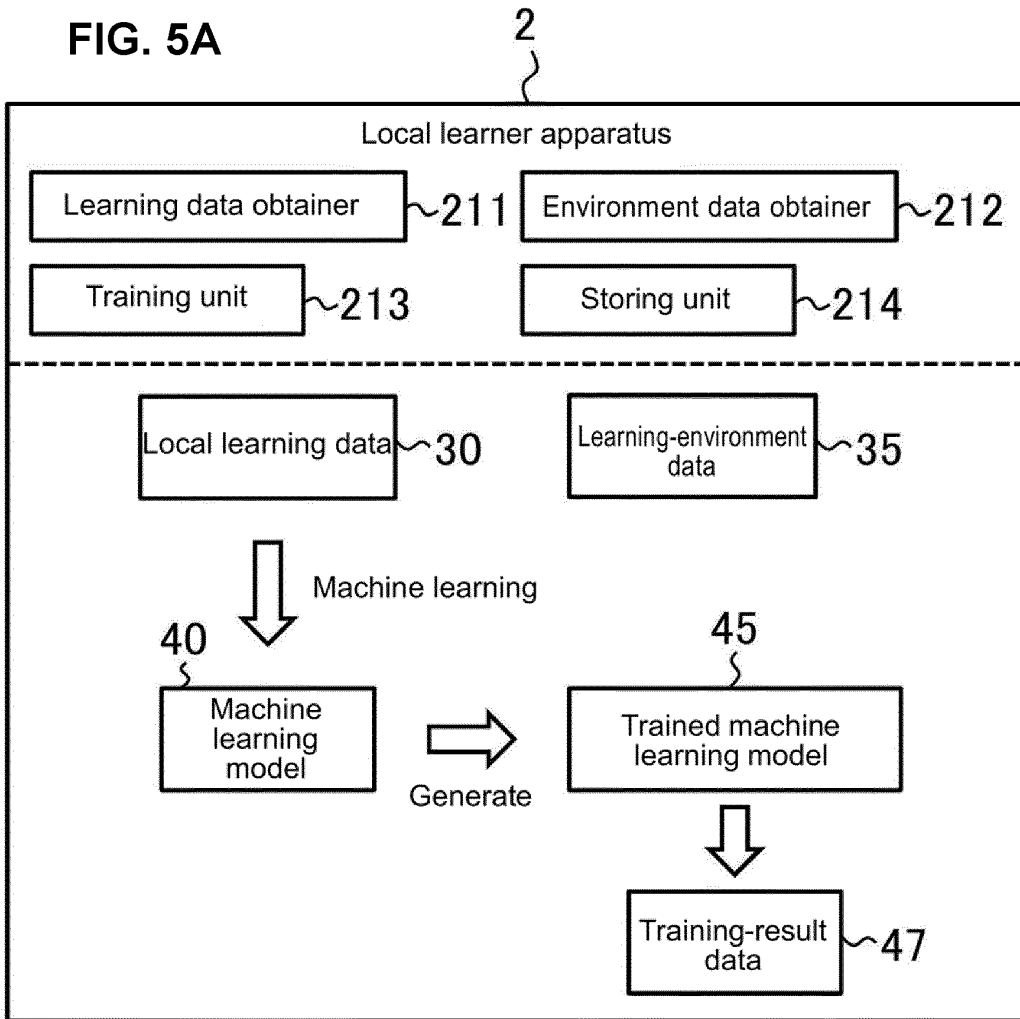 FIG. 5A
2
Local learner apparatus
Learning data obtainer
211
Environment data obtainer
212
Training unit
213
Storing unit
214
Local learning data
30
Learning-environment
data
35
Machine learning
40
Machine
learning
model
Generate
45
Trained machine
learning model
Training-result
data
47